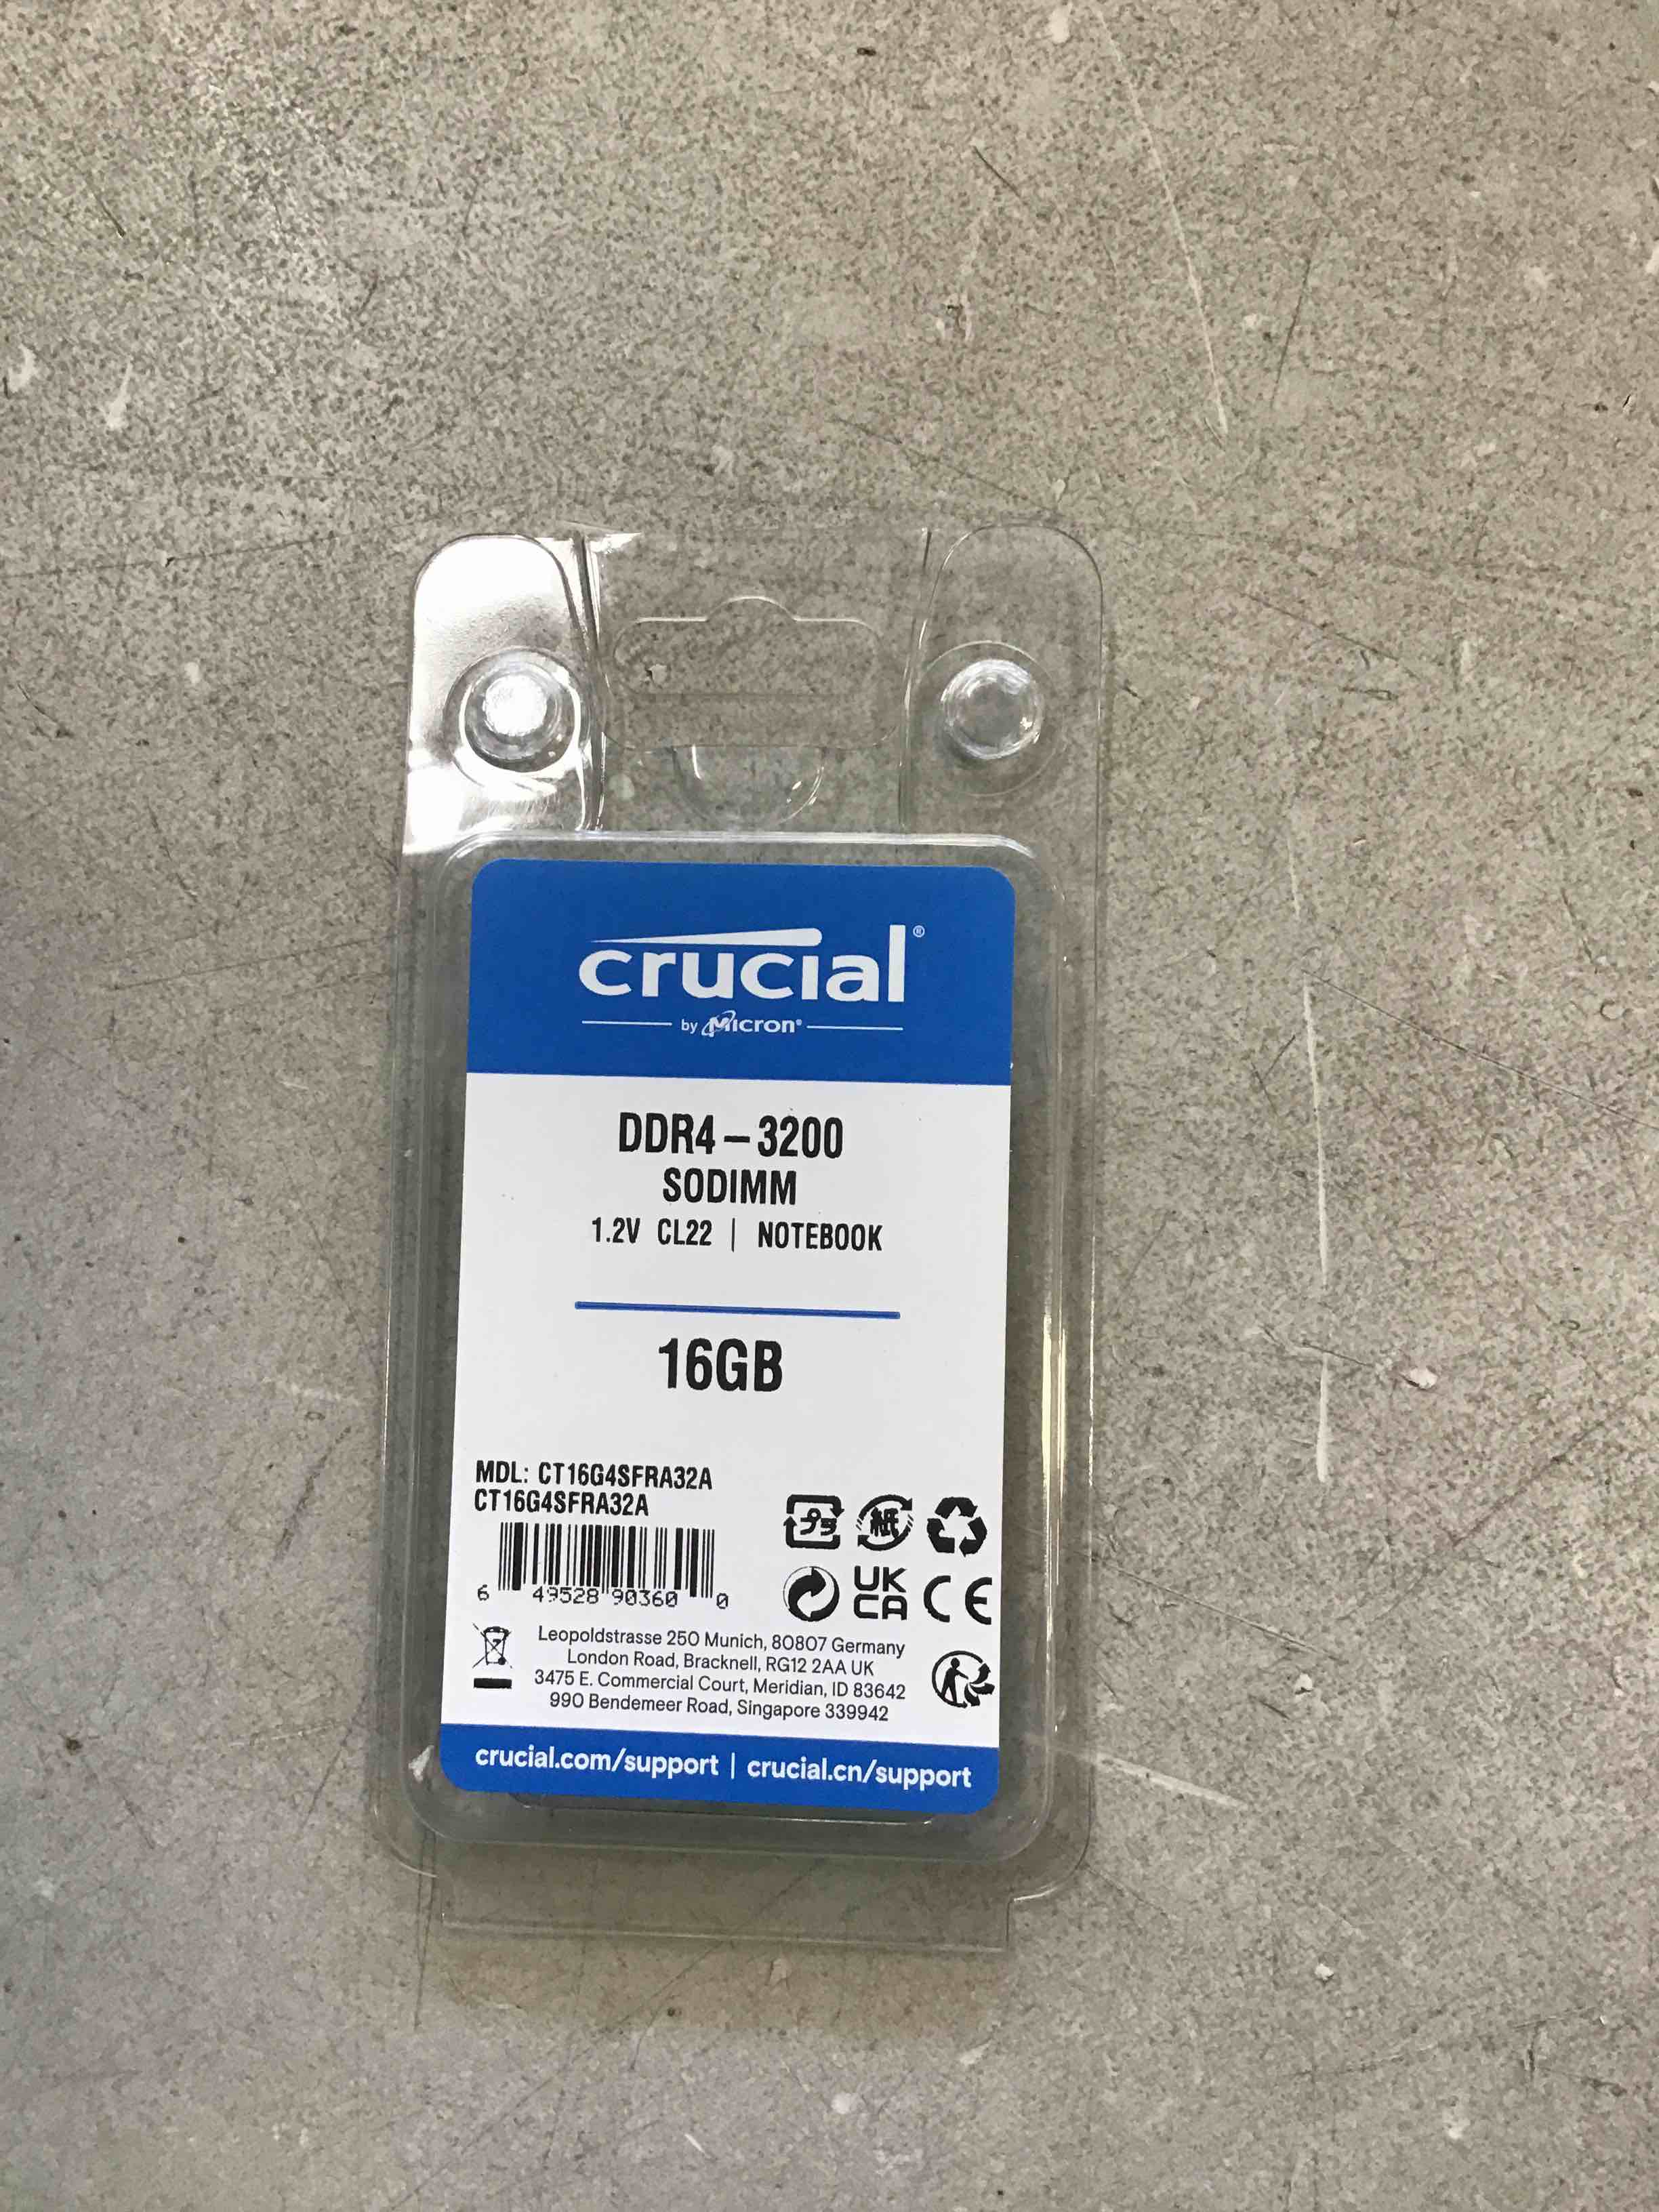 crucial®
by Micron®
DDR4–3200
SODIMM
1.2V CL22 | NOTEBOOK
16GB
MDL: CT16G4SFRA32A
CT16G4SFRA32A
6 49528 90360 0
プラ 紙
UK
CA CE
Leopoldstrasse 250 Munich, 80807 Germany
London Road, Bracknell, RG12 2AA UK
3475 E. Commercial Court, Meridian, ID 83642
990 Bendemeer Road, Singapore 339942
crucial.com/support | crucial.cn/support